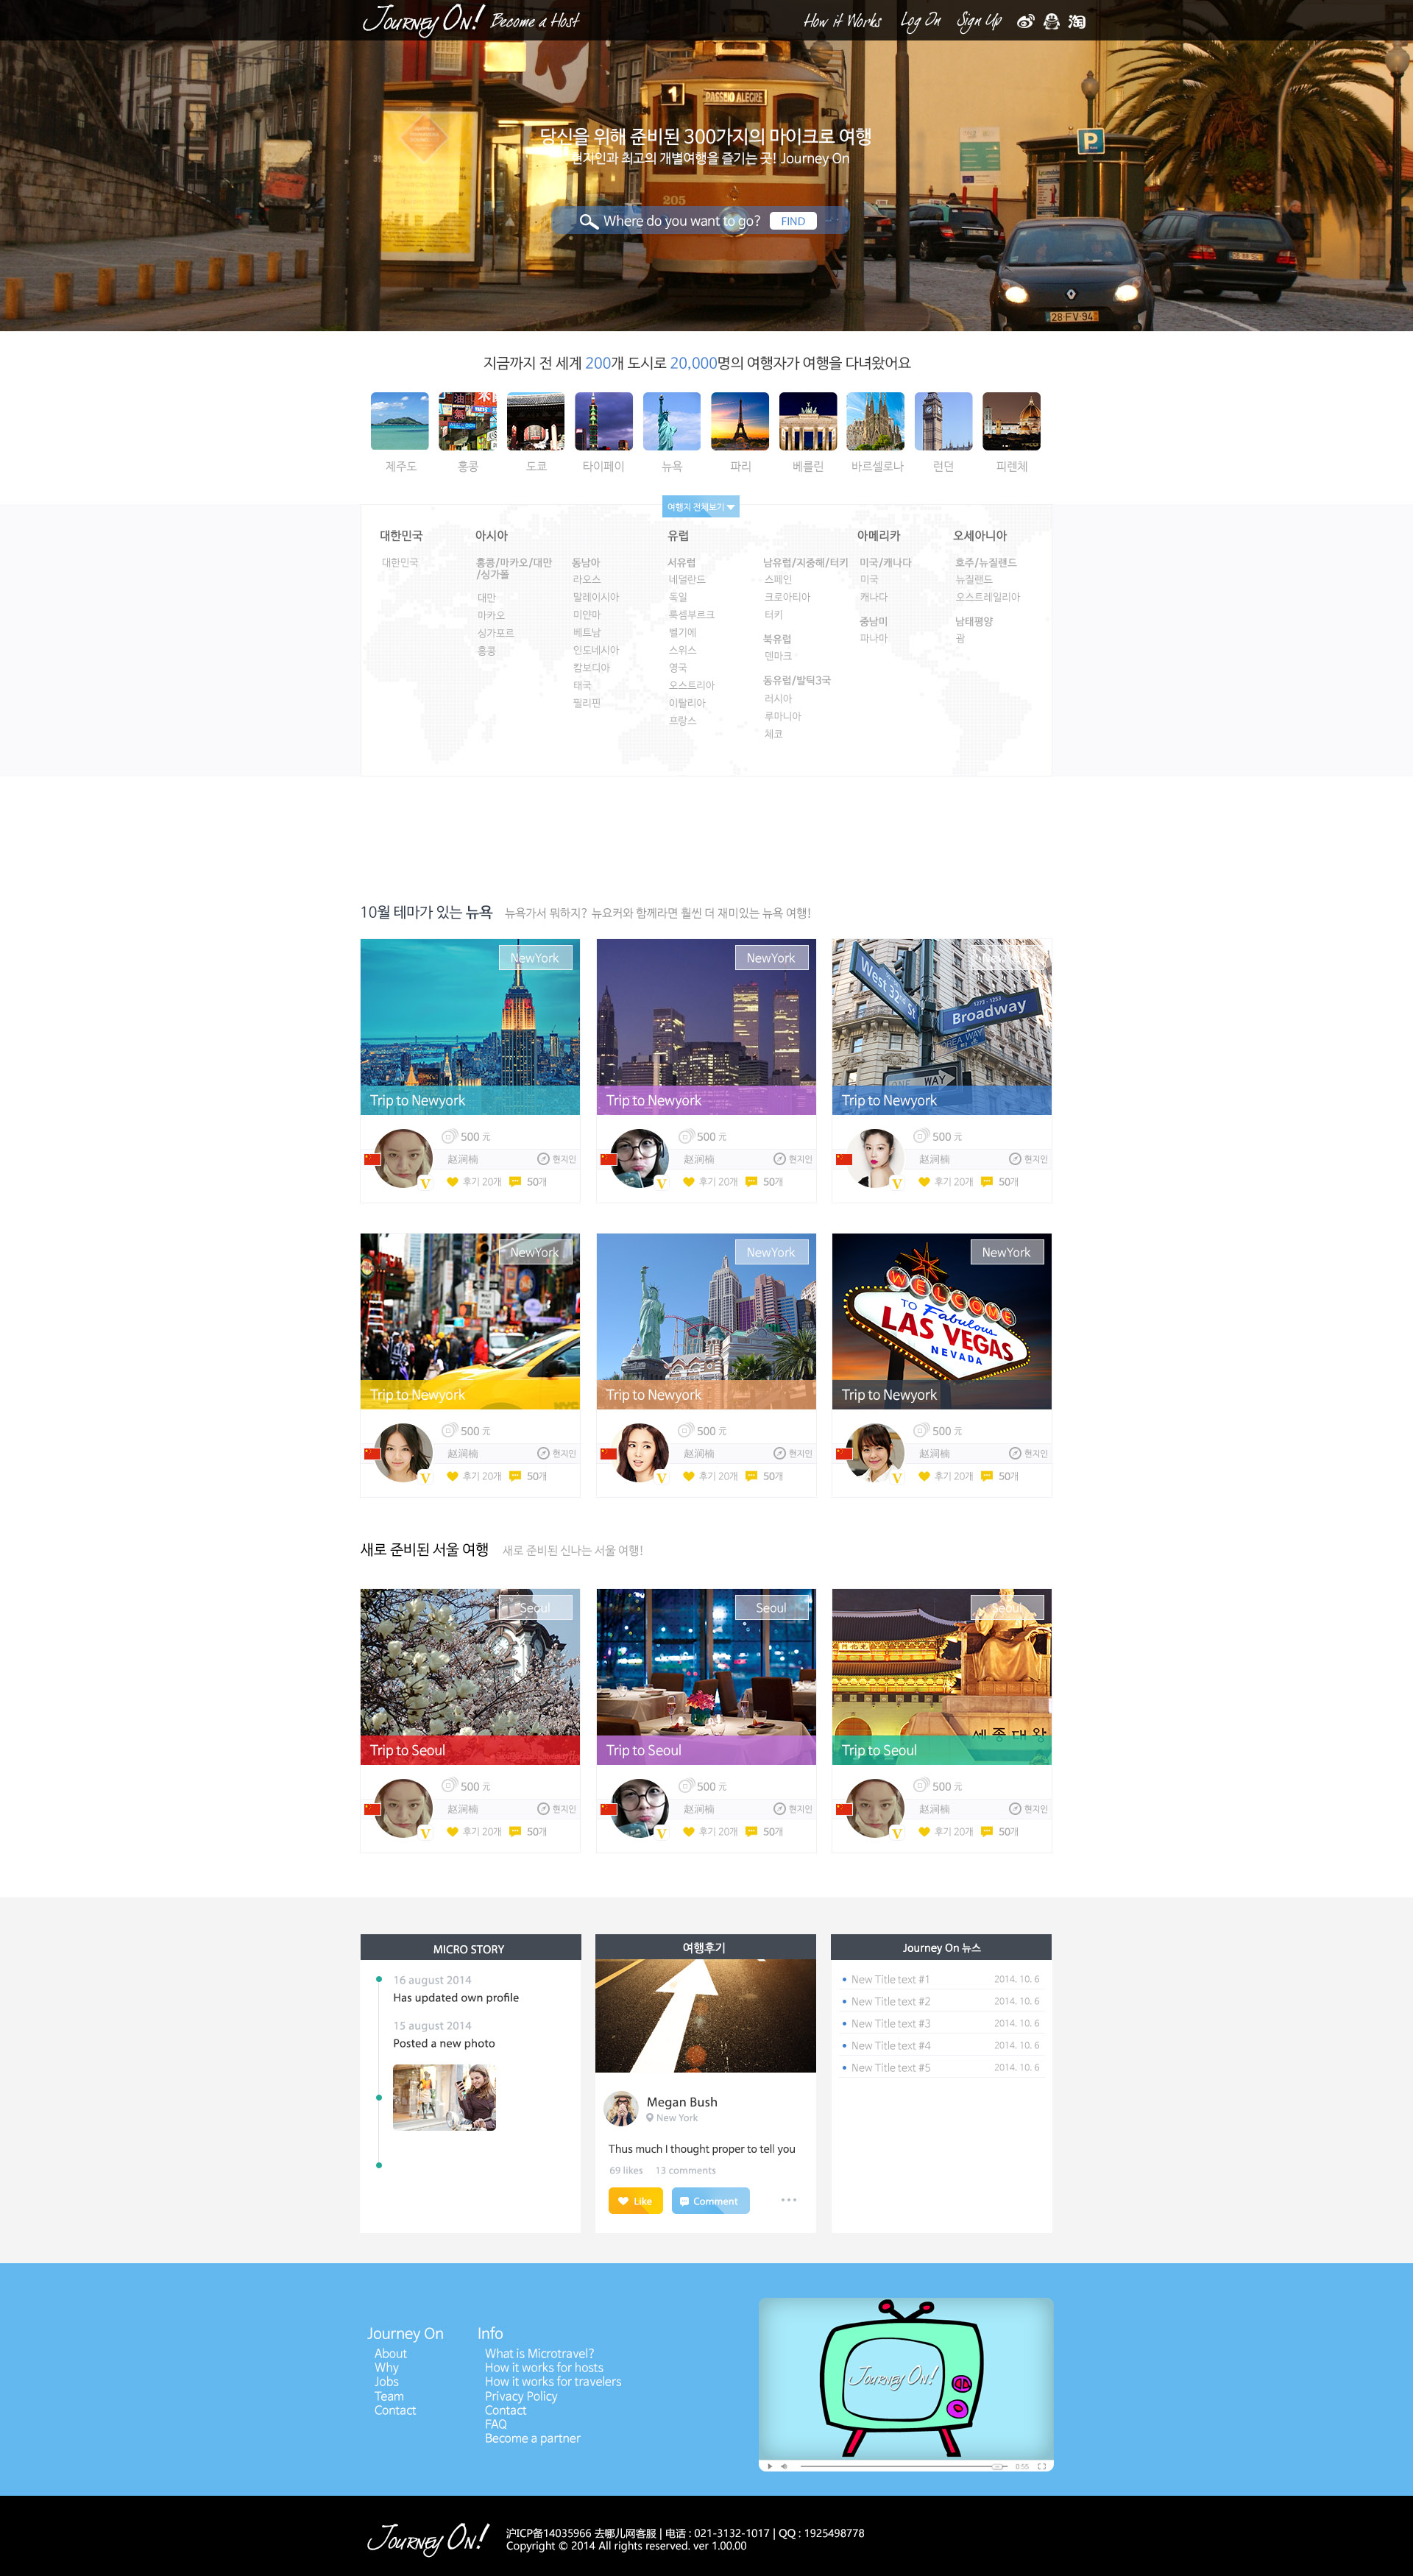 Journey On! Become a Host How it Works Log On Sign Up 淘
1 PASSEIO ALEGRE
당신을 위해 준비된 300가지의 마이크로 여행
현지인과 최고의 개별여행을 즐기는 곳! Journey On
P
205
Where do you want to go? FIND
28-FV-94
지금까지 전 세계 200개 도시로 20,000명의 여행자가 여행을 다녀왔어요
제주도 홍콩 도쿄 타이페이 뉴욕 파리 베를린 바르셀로나 런던 피렌체
여행지 전체보기
대한민국
대한민국
아시아
홍콩/마카오/대만
/싱가폴
대만
마카오
싱가포르
홍콩
동남아
라오스
말레이시아
미얀마
베트남
인도네시아
캄보디아
태국
필리핀
유럽
서유럽
네덜란드
독일
룩셈부르크
벨기에
스위스
영국
오스트리아
이탈리아
프랑스
남유럽/지중해/터키
스페인
크로아티아
터키
북유럽
덴마크
동유럽/발틱3국
러시아
루마니아
체코
아메리카
미국/캐나다
미국
캐나다
중남미
파나마
오세아니아
호주/뉴질랜드
뉴질랜드
오스트레일리아
남태평양
괌
10월 테마가 있는 뉴욕 뉴욕가서 뭐하지? 뉴요커와 함께라면 훨씬 더 재미있는 뉴욕 여행!
NewYork
Trip to Newyork
500 元
赵润楠 현지인
V 후기 20개 50개
NewYork
Trip to Newyork
500 元
赵润楠 현지인
V 후기 20개 50개
West 32nd St
1273 - 1253
Broadway
ONE WAY
Trip to Newyork
500 元
赵润楠 현지인
V 후기 20개 50개
NewYork
Trip to Newyork
500 元
赵润楠 현지인
V 후기 20개 50개
NewYork
Trip to Newyork
500 元
赵润楠 현지인
V 후기 20개 50개
NewYork
WELCOME
TO Fabulous
LAS VEGAS
NEVADA
Trip to Newyork
500 元
赵润楠 현지인
V 후기 20개 50개
새로 준비된 서울 여행 새로 준비된 신나는 서울 여행!
Seoul
Trip to Seoul
500 元
赵润楠 현지인
V 후기 20개 50개
Seoul
Trip to Seoul
500 元
赵润楠 현지인
V 후기 20개 50개
Seoul
세종대왕
Trip to Seoul
500 元
赵润楠 현지인
V 후기 20개 50개
MICRO STORY
16 august 2014
Has updated own profile
15 august 2014
Posted a new photo
여행후기
Megan Bush
New York
Thus much I thought proper to tell you
69 likes 13 comments
Like Comment
Journey On 뉴스
New Title text #1 2014. 10. 6
New Title text #2 2014. 10. 6
New Title text #3 2014. 10. 6
New Title text #4 2014. 10. 6
New Title text #5 2014. 10. 6
Journey On
About
Why
Jobs
Team
Contact
Info
What is Microtravel?
How it works for hosts
How it works for travelers
Privacy Policy
Contact
FAQ
Become a partner
Journey On!
0:55
Journey On!
沪ICP备14035966 去哪儿网客服 | 电话 : 021-3132-1017 | QQ : 1925498778
Copyright © 2014 All rights reserved. ver 1.00.00